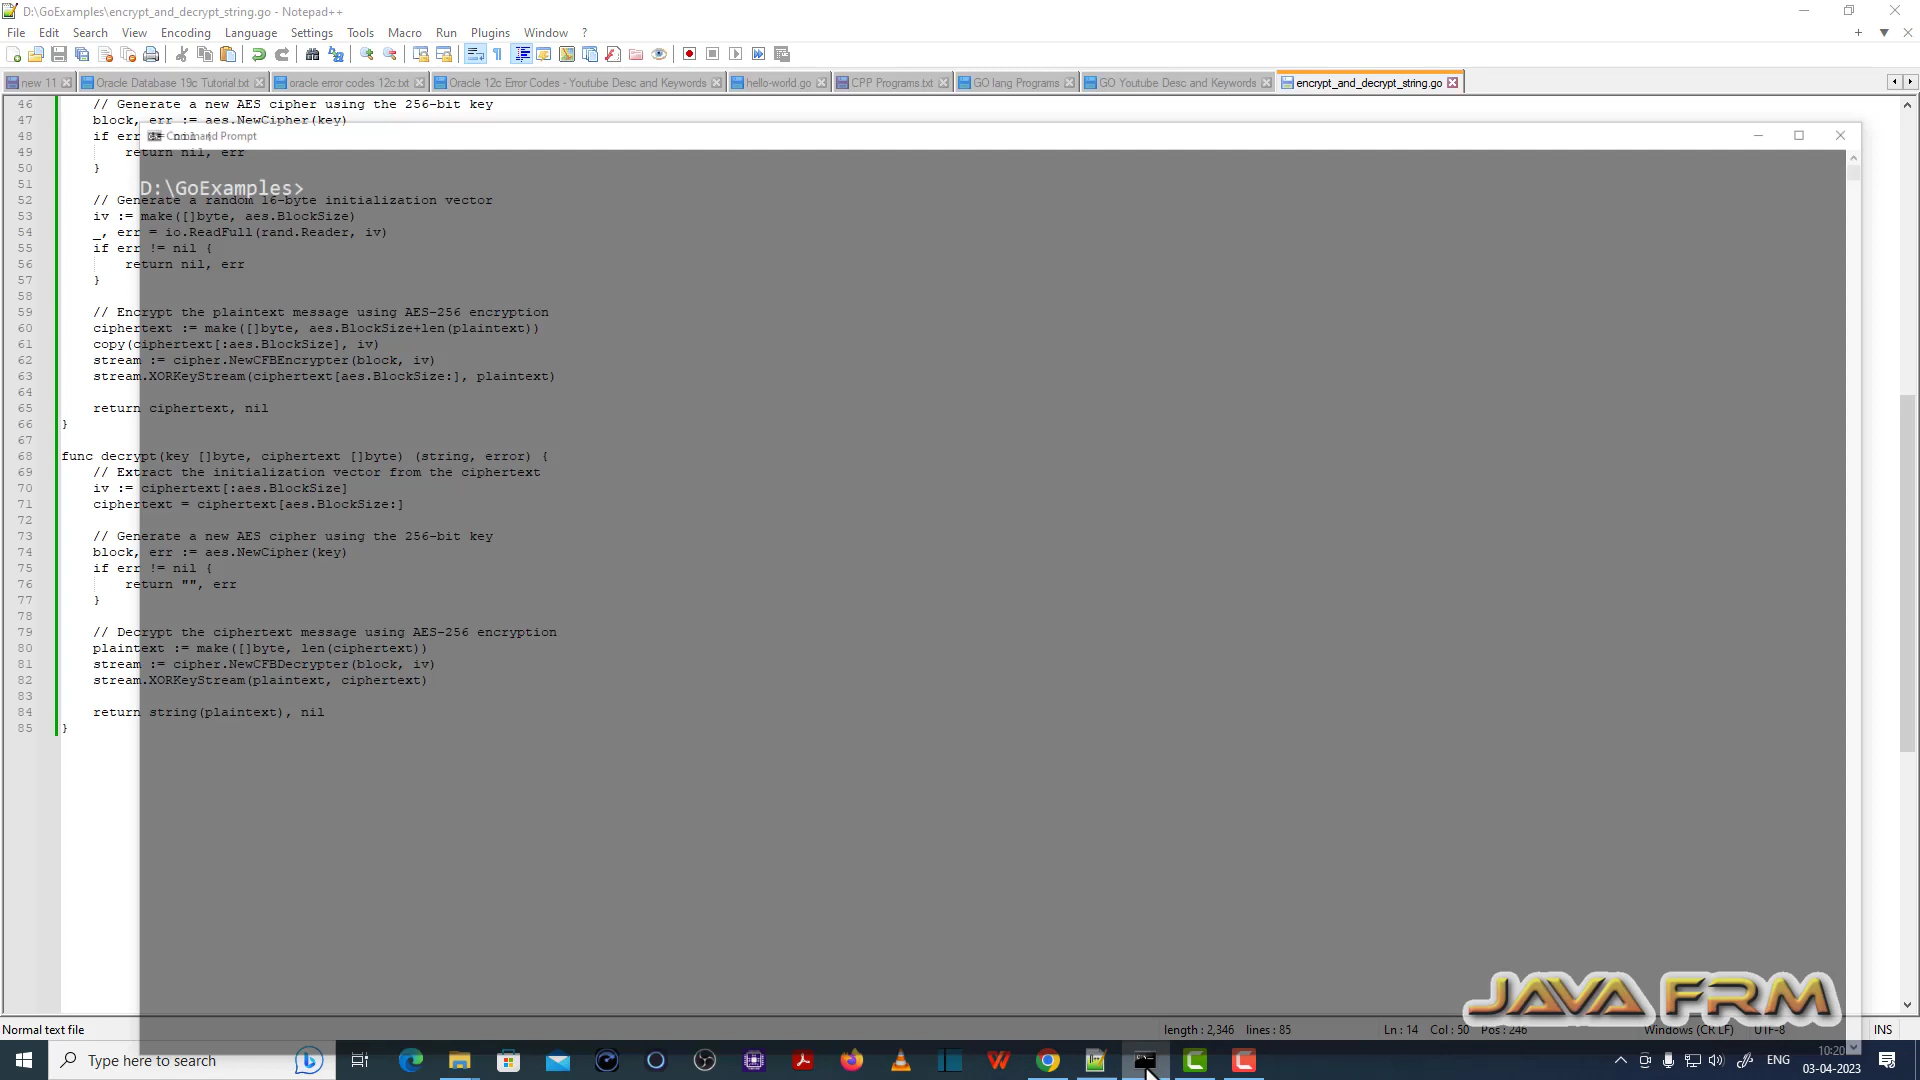 D:\GoExamples\encrypt_and_decrypt_string.go - Notepad++
File Edit Search View Encoding Language Settings Tools Macro Run Plugins Window ?
new 11 Oracle Database 19c Tutorial.txt oracle error codes 12c.txt Oracle 12c Error Codes - Youtube Desc and Keywords hello-world.go CPP Programs.txt GO lang Programs GO Youtube Desc and Keywords encrypt_and_decrypt_string.go
46 // Generate a new AES cipher using the 256-bit key
47 block, err := aes.NewCipher(key)
Command Prompt
48 if err != nil {
49 return nil, err
50 }
51
D:\GoExamples>
52 // Generate a random 16-byte initialization vector
53 iv := make([]byte, aes.BlockSize)
54 _, err = io.ReadFull(rand.Reader, iv)
55 if err != nil {
56 return nil, err
57 }
58
59 // Encrypt the plaintext message using AES-256 encryption
60 ciphertext := make([]byte, aes.BlockSize+len(plaintext))
61 copy(ciphertext[:aes.BlockSize], iv)
62 stream := cipher.NewCFBEncrypter(block, iv)
63 stream.XORKeyStream(ciphertext[aes.BlockSize:], plaintext)
64
65 return ciphertext, nil
66 }
67
68 func decrypt(key []byte, ciphertext []byte) (string, error) {
69 // Extract the initialization vector from the ciphertext
70 iv := ciphertext[:aes.BlockSize]
71 ciphertext = ciphertext[aes.BlockSize:]
72
73 // Generate a new AES cipher using the 256-bit key
74 block, err := aes.NewCipher(key)
75 if err != nil {
76 return "", err
77 }
78
79 // Decrypt the ciphertext message using AES-256 encryption
80 plaintext := make([]byte, len(ciphertext))
81 stream := cipher.NewCFBDecrypter(block, iv)
82 stream.XORKeyStream(plaintext, ciphertext)
83
84 return string(plaintext), nil
85 }
JAVA FRM
Normal text file length : 2,346 lines : 85 Ln : 14 Col : 50 Pos : 246 Windows (CR LF) UTF-8 INS
Type here to search ENG 10:20
03-04-2023